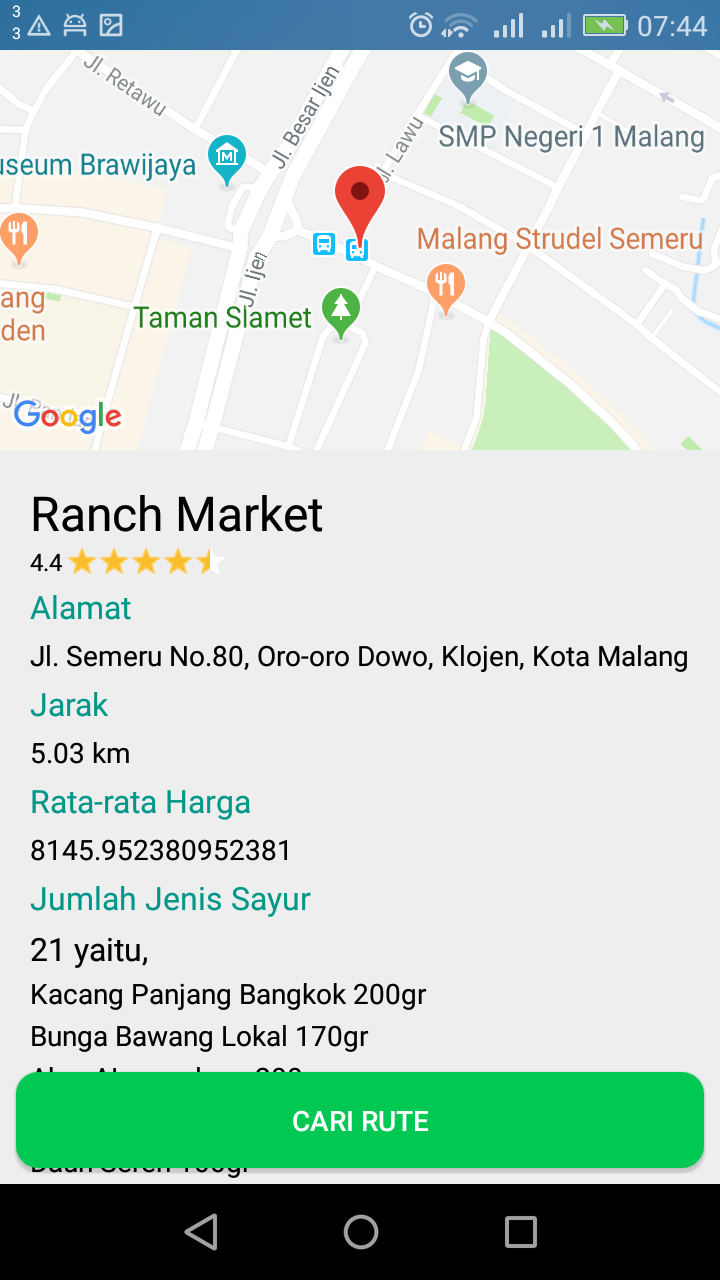 3
3
07:44
Jl. Retawu
Jl. Besar Ijen
Jl. Lawu
SMP Negeri 1 Malang
useum Brawijaya
Malang Strudel Semeru
Jl. Ijen
ang
den
Taman Slamet
Google
Ranch Market
4.4
Alamat
Jl. Semeru No.80, Oro-oro Dowo, Klojen, Kota Malang
Jarak
5.03 km
Rata-rata Harga
8145.952380952381
Jumlah Jenis Sayur
21 yaitu,
Kacang Panjang Bangkok 200gr
Bunga Bawang Lokal 170gr
CARI RUTE